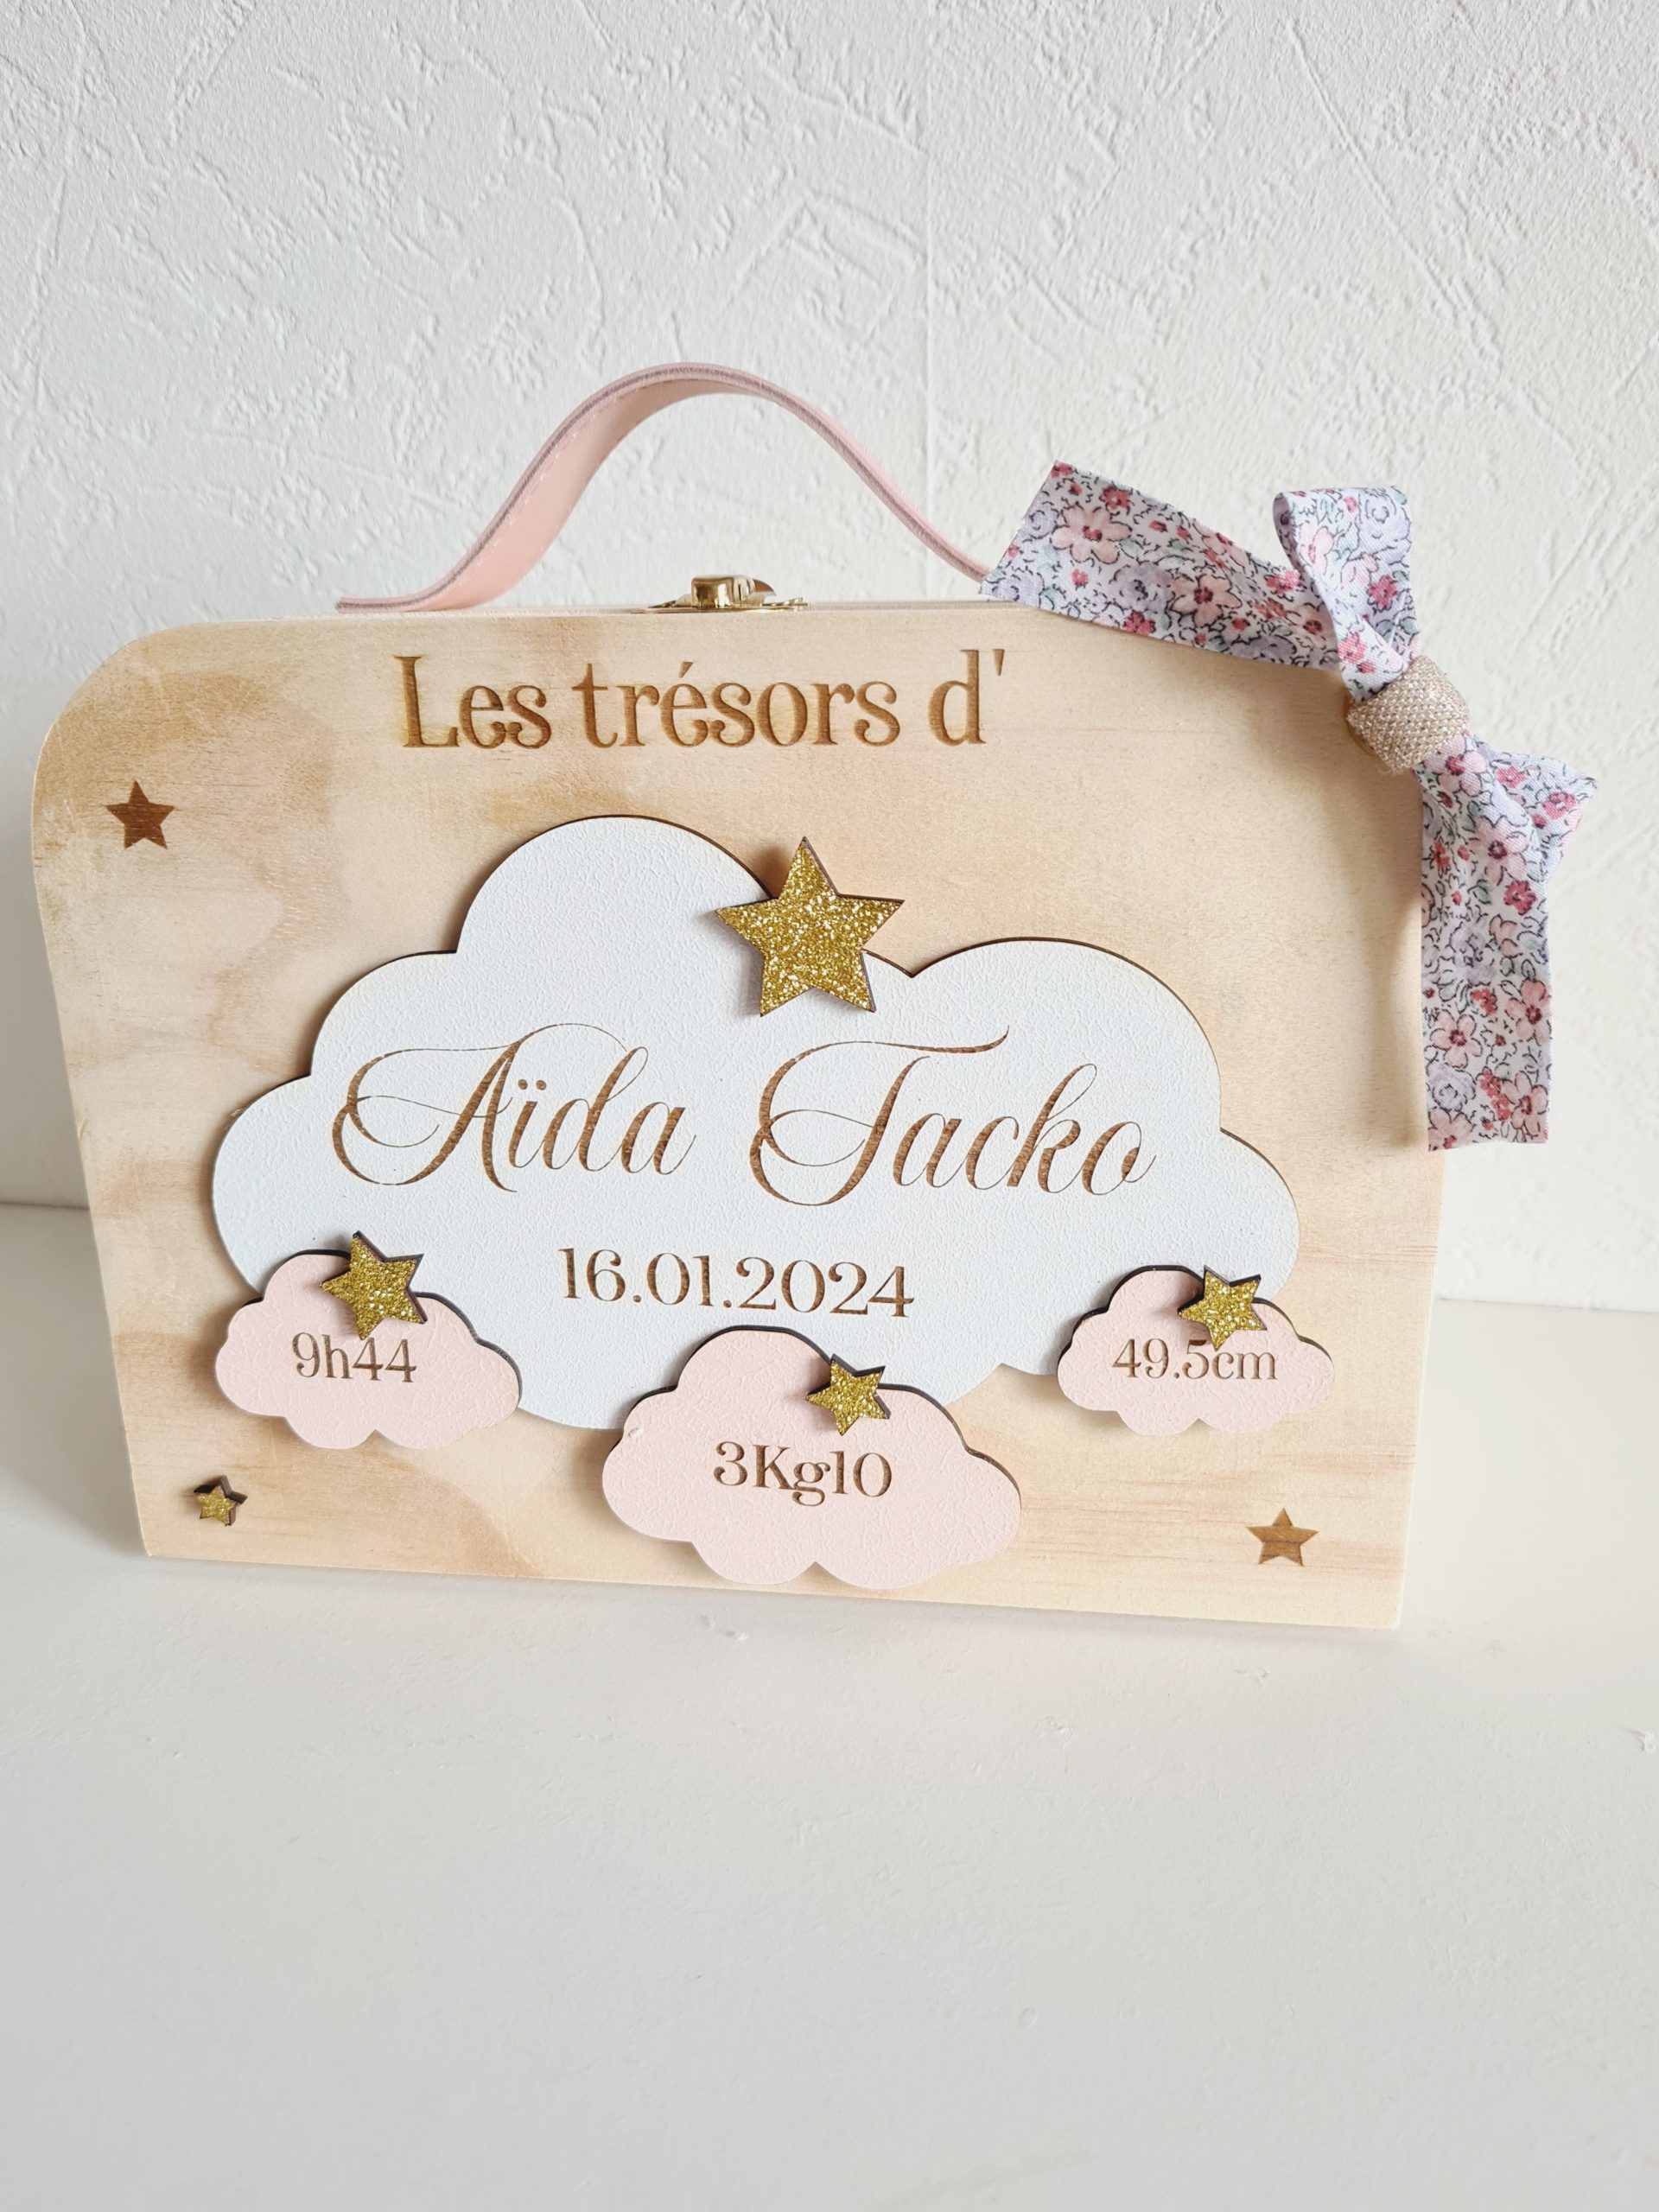 Les trésors d'
Aïda Tacko
16.01.2024
9h44
49.5cm
3Kg10